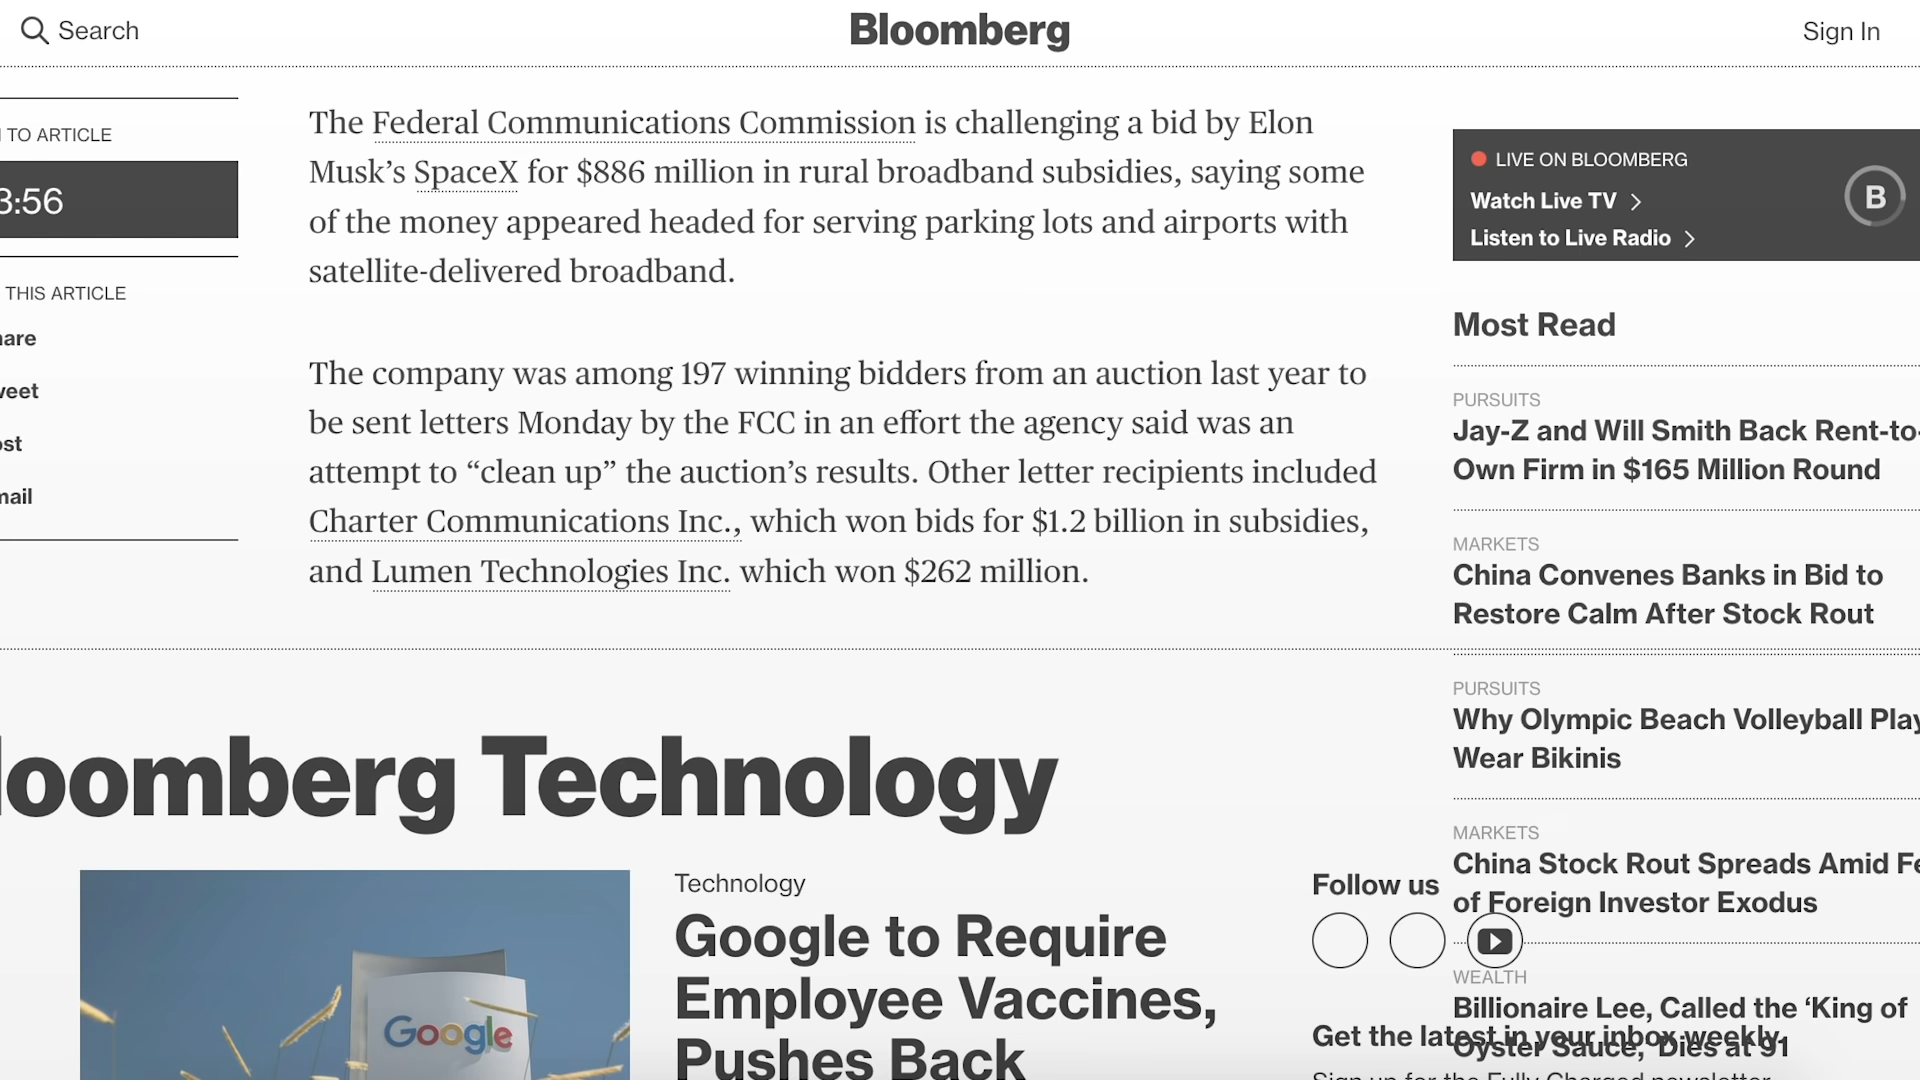 Search
Bloomberg
Sign In
TO ARTICLE
3:56
THIS ARTICLE
The Federal Communications Commission is challenging a bid by Elon
Musk’s SpaceX for $886 million in rural broadband subsidies, saying some
of the money appeared headed for serving parking lots and airports with
satellite-delivered broadband.
The company was among 197 winning bidders from an auction last year to
be sent letters Monday by the FCC in an effort the agency said was an
attempt to “clean up” the auction’s results. Other letter recipients included
Charter Communications Inc., which won bids for $1.2 billion in subsidies,
and Lumen Technologies Inc. which won $262 million.
LIVE ON BLOOMBERG
Watch Live TV
B
Listen to Live Radio
Most Read
PURSUITS
Jay-Z and Will Smith Back Rent-to-
Own Firm in $165 Million Round
MARKETS
China Convenes Banks in Bid to
Restore Calm After Stock Rout
PURSUITS
Why Olympic Beach Volleyball Play
Wear Bikinis
MARKETS
China Stock Rout Spreads Amid Fe
of Foreign Investor Exodus
WEALTH
Billionaire Lee, Called the ‘King of
Oyster Sauce,’ Dies at 91
loomberg Technology
Google
Technology
Google to Require
Employee Vaccines,
Pushes Back
Follow us
Get the latest in your inbox weekly.
Sign up for the Fully Charged newsletter